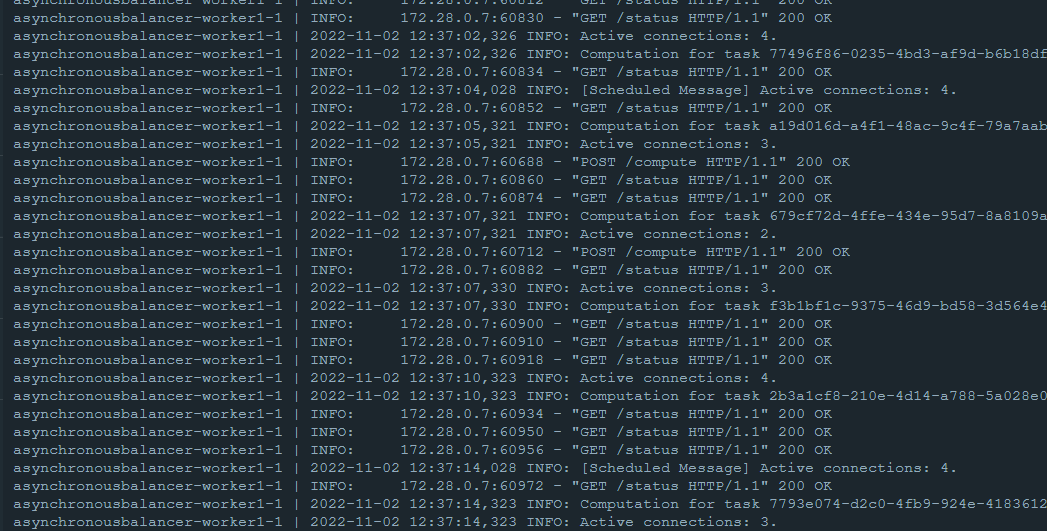 asynchronousbalancer-worker1-1 | INFO:     172.28.0.7:60812 - "GET /status HTTP/1.1" 200 OK
asynchronousbalancer-worker1-1 | INFO:     172.28.0.7:60830 - "GET /status HTTP/1.1" 200 OK
asynchronousbalancer-worker1-1 | 2022-11-02 12:37:02,326 INFO: Active connections: 4.
asynchronousbalancer-worker1-1 | 2022-11-02 12:37:02,326 INFO: Computation for task 77496f86-0235-4bd3-af9d-b6b18df
asynchronousbalancer-worker1-1 | INFO:     172.28.0.7:60834 - "GET /status HTTP/1.1" 200 OK
asynchronousbalancer-worker1-1 | 2022-11-02 12:37:04,028 INFO: [Scheduled Message] Active connections: 4.
asynchronousbalancer-worker1-1 | INFO:     172.28.0.7:60852 - "GET /status HTTP/1.1" 200 OK
asynchronousbalancer-worker1-1 | 2022-11-02 12:37:05,321 INFO: Computation for task a19d016d-a4f1-48ac-9c4f-79a7aab
asynchronousbalancer-worker1-1 | 2022-11-02 12:37:05,321 INFO: Active connections: 3.
asynchronousbalancer-worker1-1 | INFO:     172.28.0.7:60688 - "POST /compute HTTP/1.1" 200 OK
asynchronousbalancer-worker1-1 | INFO:     172.28.0.7:60860 - "GET /status HTTP/1.1" 200 OK
asynchronousbalancer-worker1-1 | INFO:     172.28.0.7:60874 - "GET /status HTTP/1.1" 200 OK
asynchronousbalancer-worker1-1 | 2022-11-02 12:37:07,321 INFO: Computation for task 679cf72d-4ffe-434e-95d7-8a8109a
asynchronousbalancer-worker1-1 | 2022-11-02 12:37:07,321 INFO: Active connections: 2.
asynchronousbalancer-worker1-1 | INFO:     172.28.0.7:60712 - "POST /compute HTTP/1.1" 200 OK
asynchronousbalancer-worker1-1 | INFO:     172.28.0.7:60882 - "GET /status HTTP/1.1" 200 OK
asynchronousbalancer-worker1-1 | 2022-11-02 12:37:07,330 INFO: Active connections: 3.
asynchronousbalancer-worker1-1 | 2022-11-02 12:37:07,330 INFO: Computation for task f3b1bf1c-9375-46d9-bd58-3d564e4
asynchronousbalancer-worker1-1 | INFO:     172.28.0.7:60900 - "GET /status HTTP/1.1" 200 OK
asynchronousbalancer-worker1-1 | INFO:     172.28.0.7:60910 - "GET /status HTTP/1.1" 200 OK
asynchronousbalancer-worker1-1 | INFO:     172.28.0.7:60918 - "GET /status HTTP/1.1" 200 OK
asynchronousbalancer-worker1-1 | 2022-11-02 12:37:10,323 INFO: Active connections: 4.
asynchronousbalancer-worker1-1 | 2022-11-02 12:37:10,323 INFO: Computation for task 2b3a1cf8-210e-4d14-a788-5a028e0
asynchronousbalancer-worker1-1 | INFO:     172.28.0.7:60934 - "GET /status HTTP/1.1" 200 OK
asynchronousbalancer-worker1-1 | INFO:     172.28.0.7:60950 - "GET /status HTTP/1.1" 200 OK
asynchronousbalancer-worker1-1 | INFO:     172.28.0.7:60956 - "GET /status HTTP/1.1" 200 OK
asynchronousbalancer-worker1-1 | 2022-11-02 12:37:14,028 INFO: [Scheduled Message] Active connections: 4.
asynchronousbalancer-worker1-1 | INFO:     172.28.0.7:60972 - "GET /status HTTP/1.1" 200 OK
asynchronousbalancer-worker1-1 | 2022-11-02 12:37:14,323 INFO: Computation for task 7793e074-d2c0-4fb9-924e-4183612
asynchronousbalancer-worker1-1 | 2022-11-02 12:37:14,323 INFO: Active connections: 3.